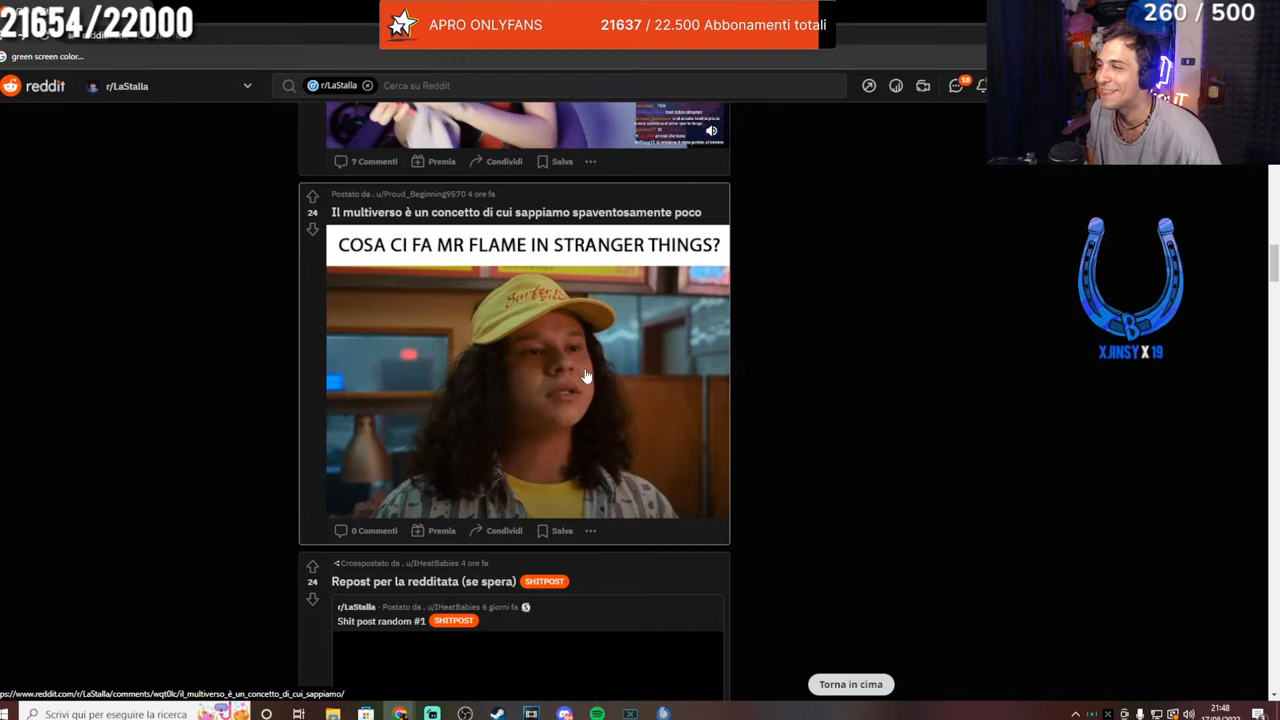 21654/22000
APRO ONLYFANS 21637 / 22.500 Abbonamenti totali
260 / 500
green screen color...
reddit r/LaStalla r/LaStalla Cerca su Reddit 18
7 Commenti Premia Condividi Salva ...
Postato da . u/Proud_Beginning9570 4 ore fa
24 Il multiverso è un concetto di cui sappiamo spaventosamente poco
COSA CI FA MR FLAME IN STRANGER THINGS?
Surfer
B
XJINSY X 19
0 Commenti Premia Condividi Salva ...
Crosspostato da . u/IHeatBabies 4 ore fa
24 Repost per la redditata (se spera) SHITPOST
r/LaStalla · Postato da . u/IHeatBabies 6 giorni fa
Shit post random #1 SHITPOST
Torna in cima
ps://www.reddit.com/r/LaStalla/comments/wqt0lc/il_multiverso_è_un_concetto_di_cui_sappiamo/
Scrivi qui per eseguire la ricerca
21:48